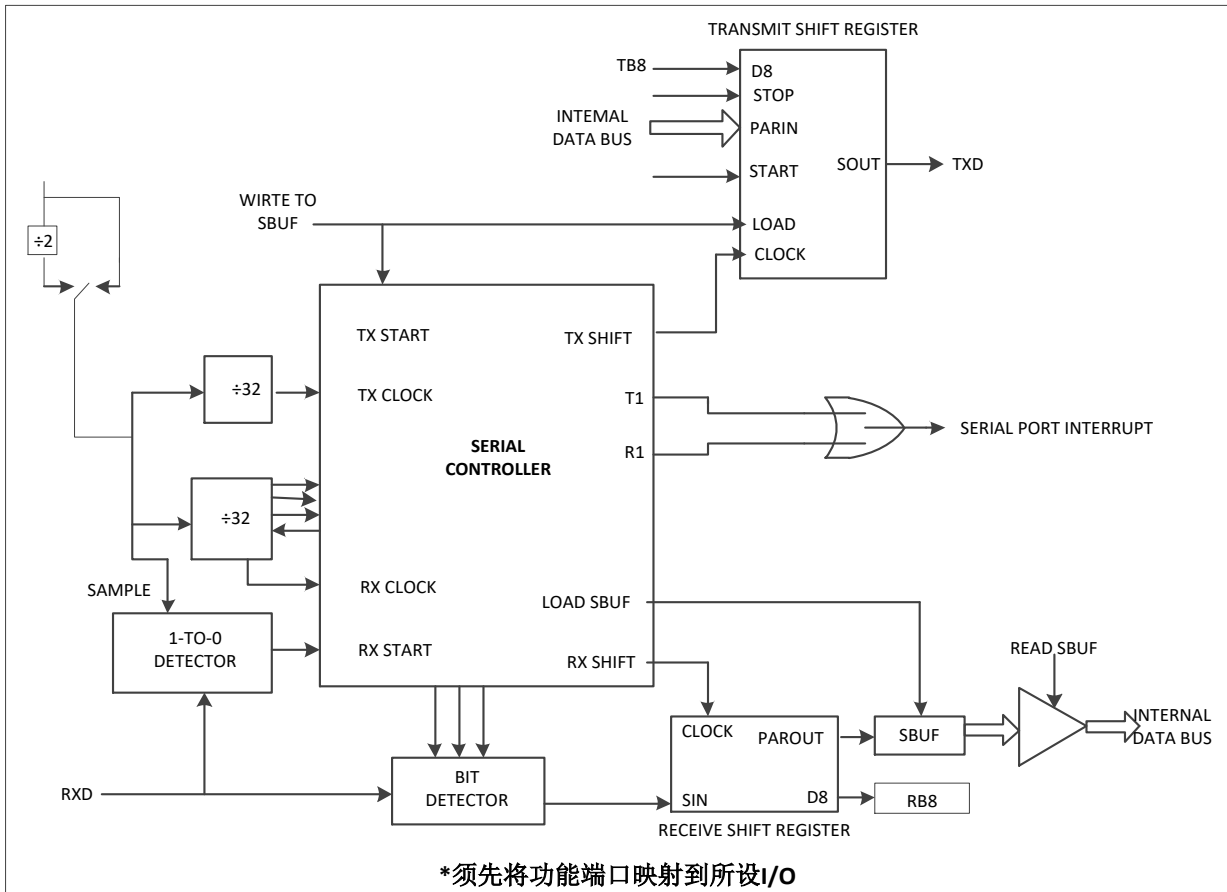 TRANSMIT SHIFT REGISTER
TB8
D8
STOP
INTEMAL
DATA BUS
PARIN
START
SOUT
TXD
WIRTE TO
SBUF
LOAD
CLOCK
÷2
TX START
TX SHIFT
÷32
TX CLOCK
T1
SERIAL PORT INTERRUPT
R1
SERIAL
CONTROLLER
÷32
RX CLOCK
SAMPLE
LOAD SBUF
1-TO-0
DETECTOR
RX START
RX SHIFT
READ SBUF
CLOCK
PAROUT
SBUF
INTERNAL
DATA BUS
RXD
BIT
DETECTOR
SIN
D8
RB8
RECEIVE SHIFT REGISTER
*须先将功能端口映射到所设I/O